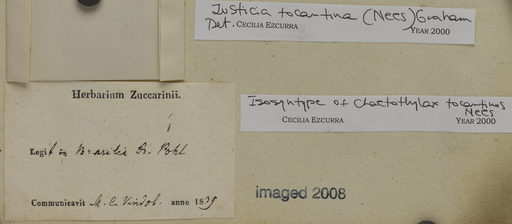 Justicia tocantina (Nees) Graham
Det. CECILIA EZCURRA YEAR 2000
Herbarium Zuccarinii.
Legit in Brasilia Dr. Pohl
Communicavit M. C. Vindob. anno 1839
Isosyntype of Chaetothylax tocantinus
Nees
CECILIA EZCURRA YEAR 2000
imaged 2008